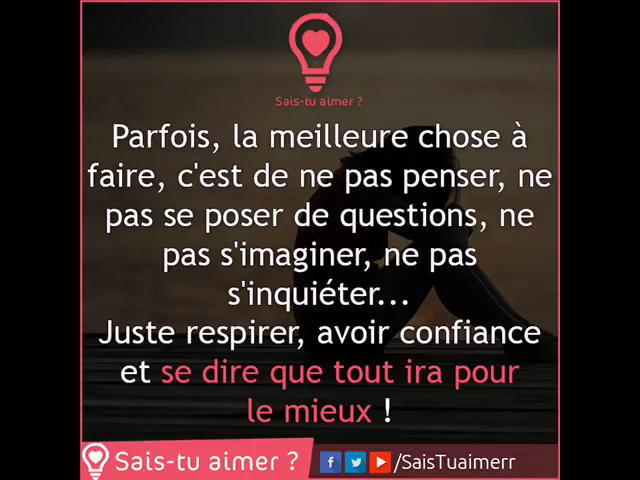 Sais-tu aimer ?
Parfois, la meilleure chose à
faire, c'est de ne pas penser, ne
pas se poser de questions, ne
pas s'imaginer, ne pas
s'inquiéter...
Juste respirer, avoir confiance
et se dire que tout ira pour
le mieux !
Sais-tu aimer ? /SaisTuaimerr